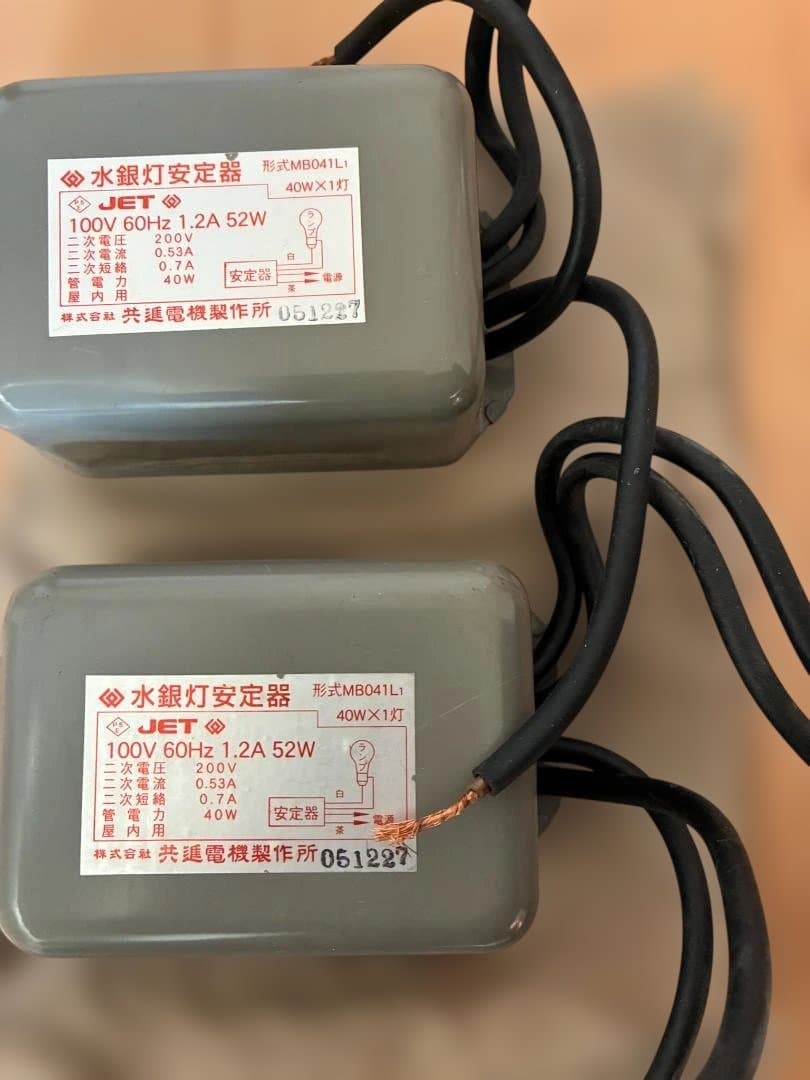 水銀灯安定器 形式MB041L1
40W×1灯
PSE JET
100V 60Hz 1.2A 52W
二次電圧 200V
二次電流 0.53A
二次短絡 0.7A
管電力 40W
屋内用
ランプ
白
安定器
電源
茶
株式会社 共進電機製作所 051227
水銀灯安定器 形式MB041L1
40W×1灯
PSE JET
100V 60Hz 1.2A 52W
二次電圧 200V
二次電流 0.53A
二次短絡 0.7A
管電力 40W
屋内用
ランプ
白
安定器
電源
茶
株式会社 共進電機製作所 051227